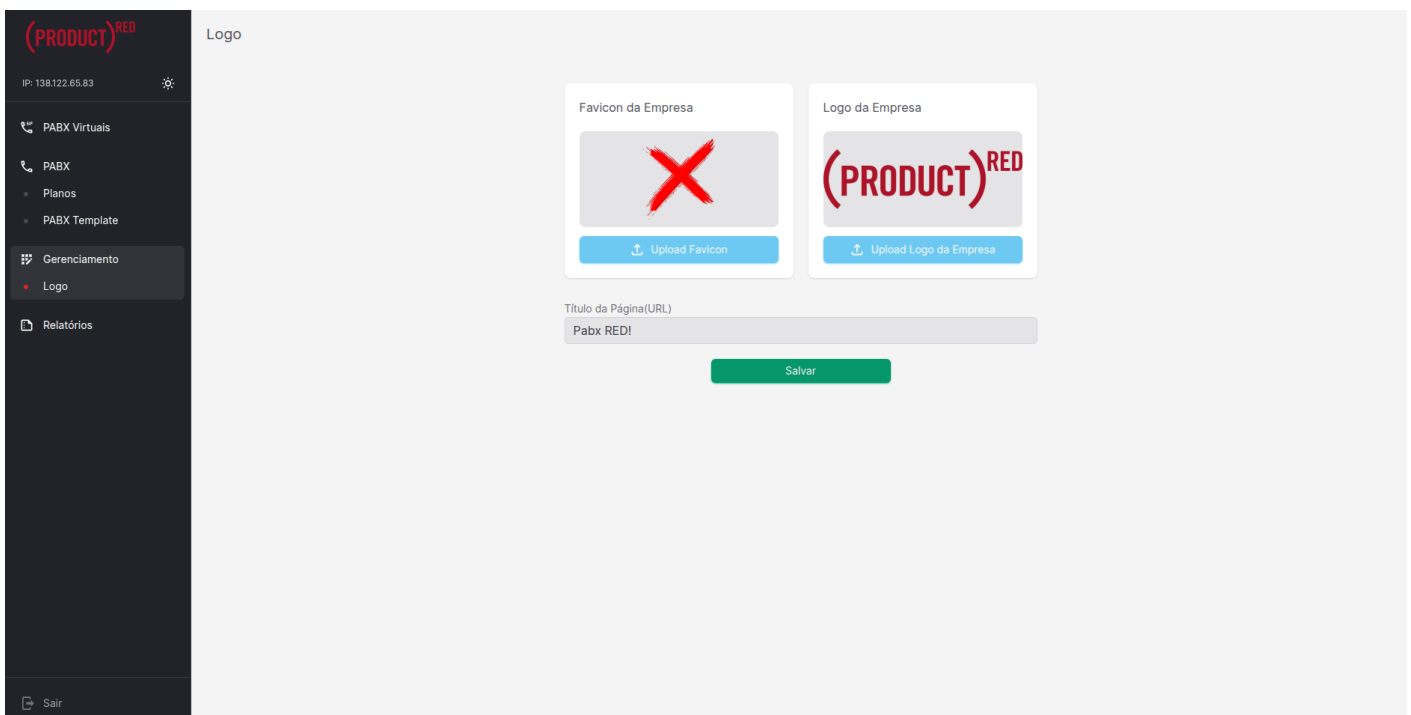 (PRODUCT)RED
IP: 138.122.65.83
PABX Virtuais
PABX
Planos
PABX Template
Gerenciamento
Logo
Relatórios
Sair
Logo
Favicon da Empresa
Upload Favicon
Logo da Empresa
(PRODUCT)RED
Upload Logo da Empresa
Título da Página(URL)
Pabx RED!
Salvar